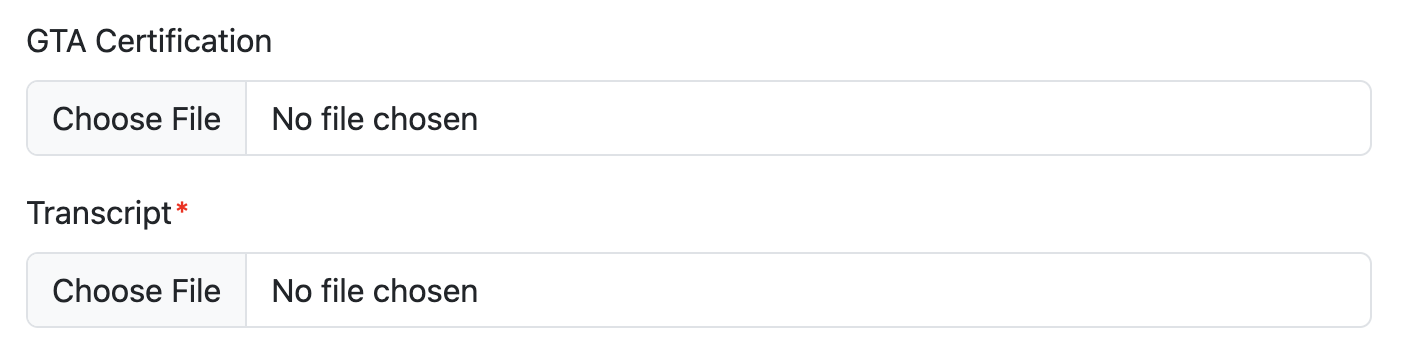 GTA Certification
Choose File No file chosen
Transcript*
Choose File No file chosen